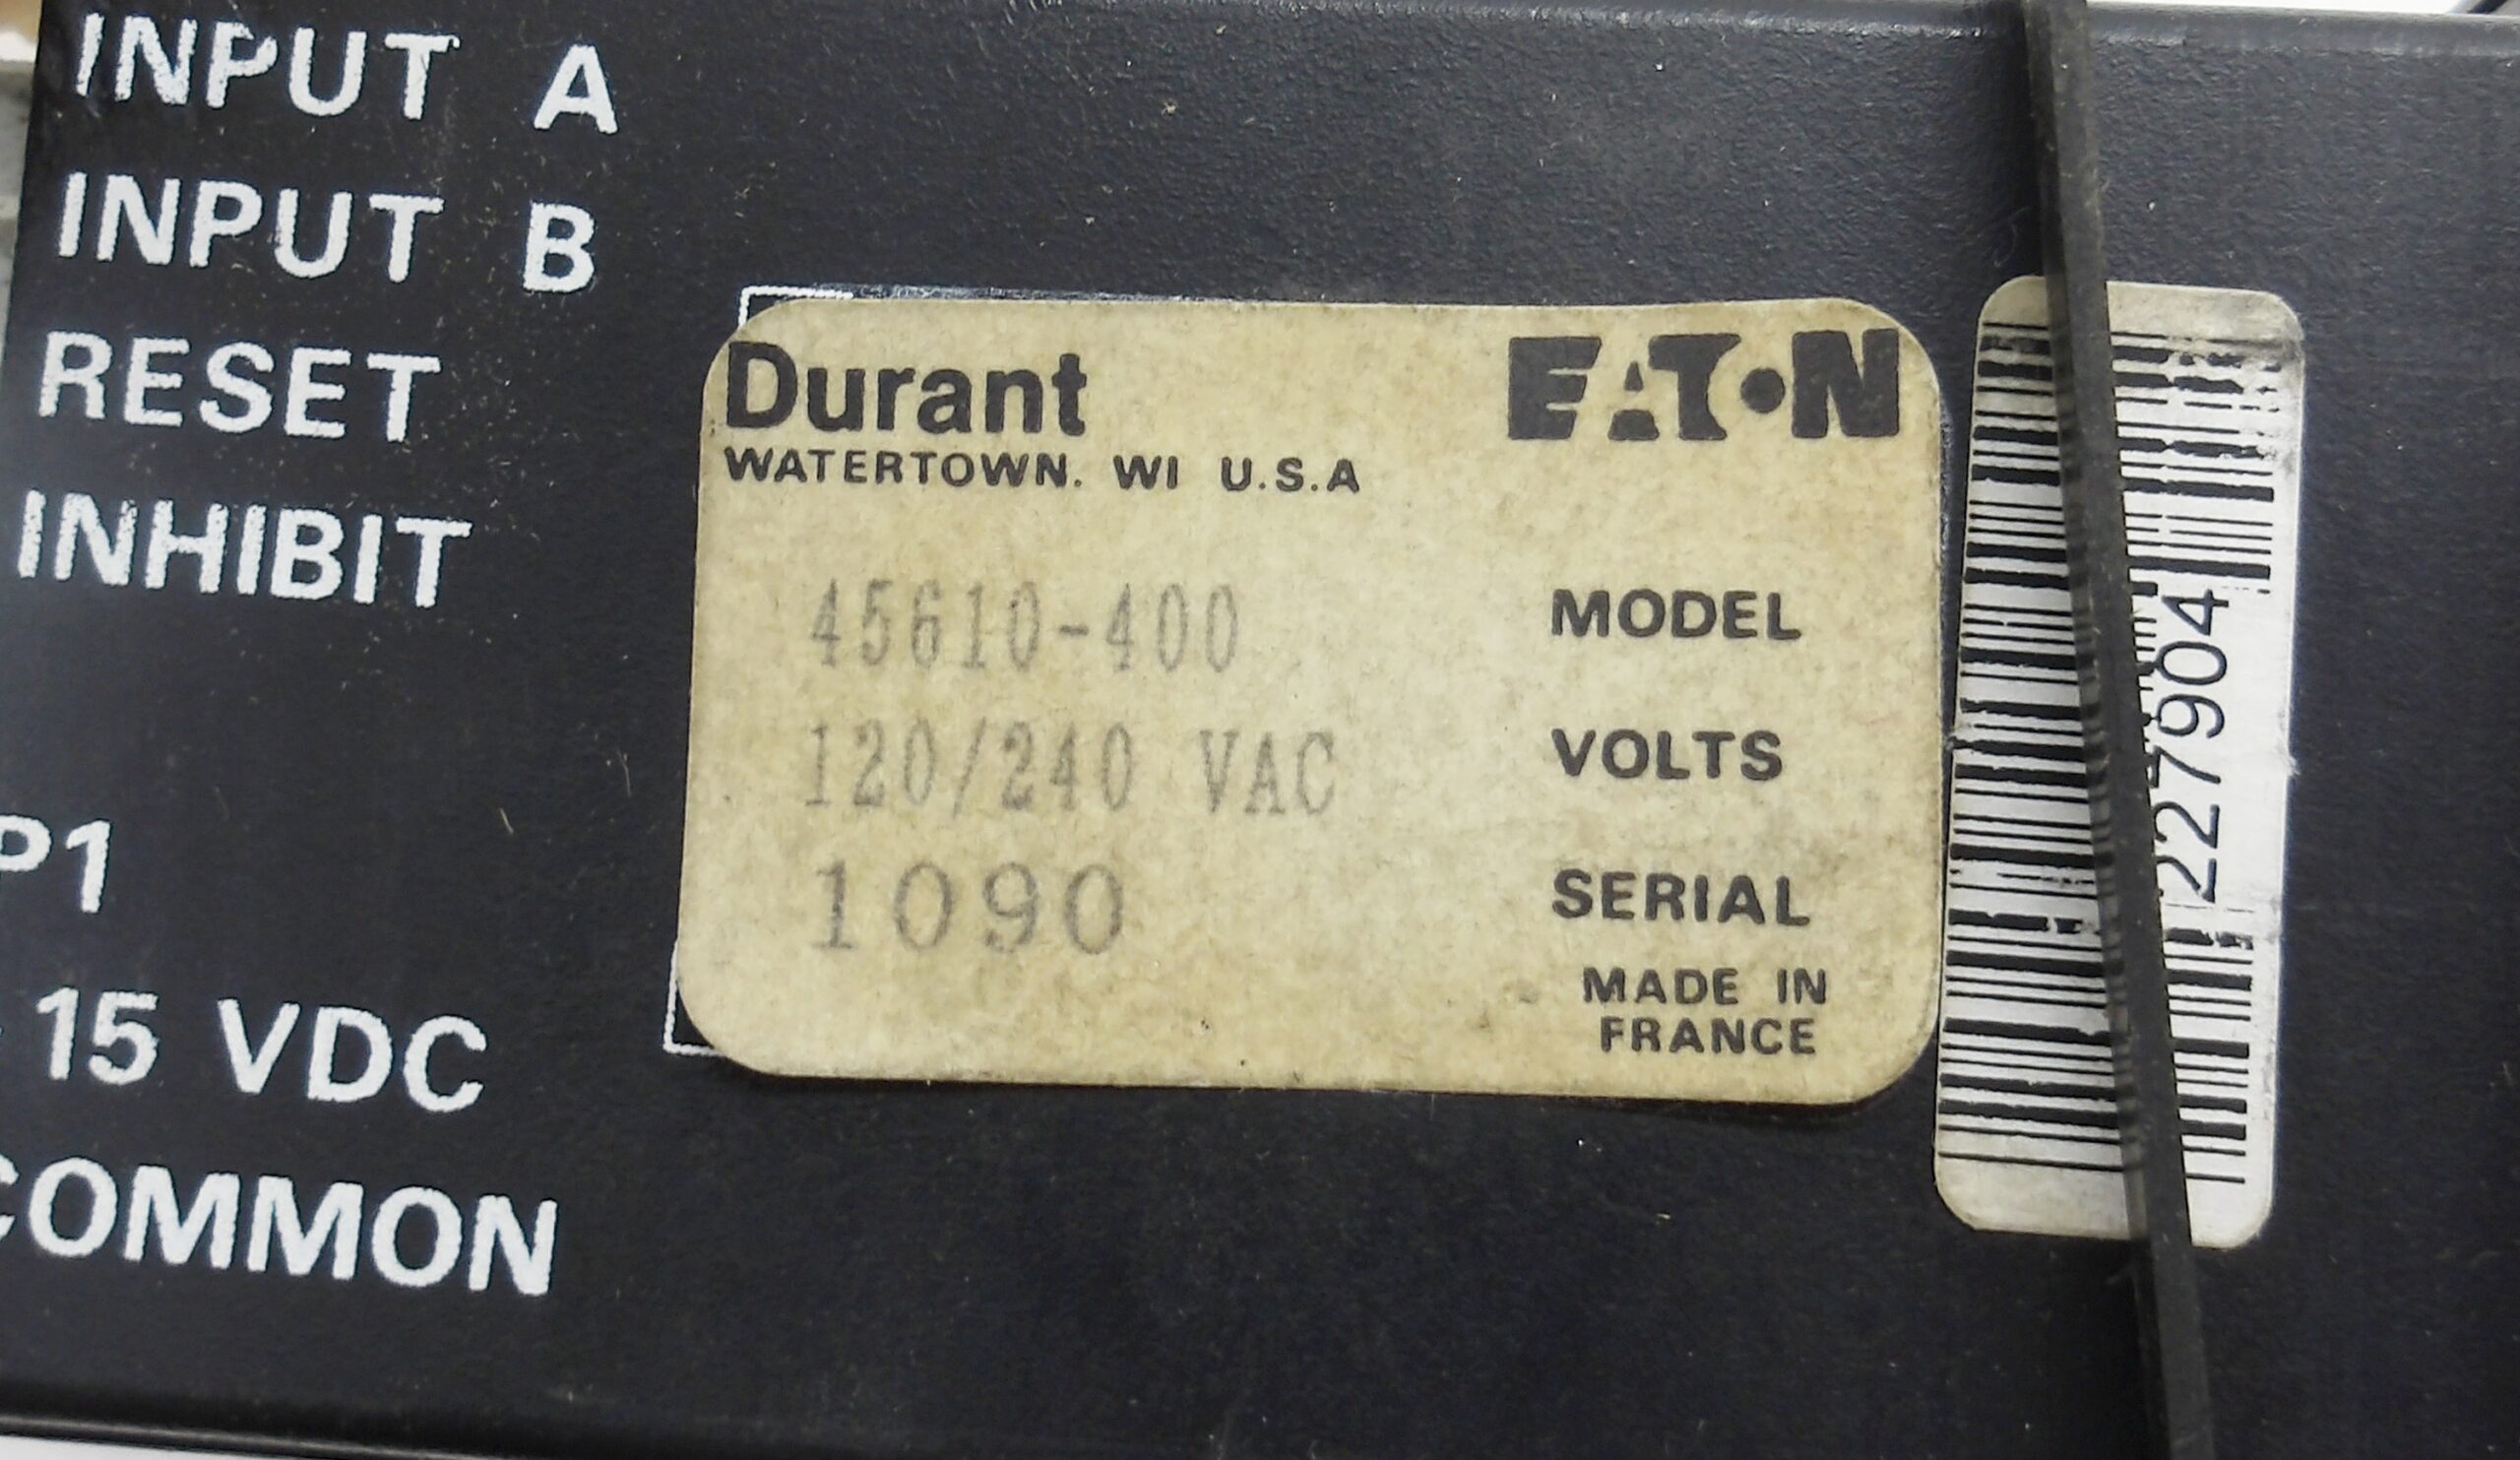 INPUT A
INPUT B
RESET
INHIBIT
P1
15 VDC
COMMON
Durant EATON
WATERTOWN. WI U.S.A
45610-400 MODEL
120/240 VAC VOLTS
1090 SERIAL
MADE IN
FRANCE
227904